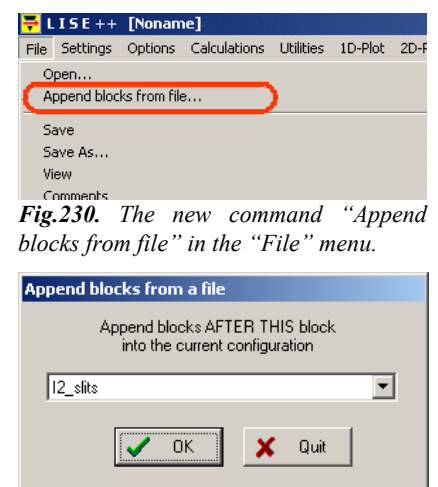 LISE++ [Noname]
File Settings Options Calculations Utilities 1D-Plot 2D-P
Open...
Append blocks from file...
Save
Save As...
View
Comments
Fig.230. The new command “Append
blocks from file” in the “File” menu.
Append blocks from a file
Append blocks AFTER THIS block
into the current configuration
I2_slits
OK Quit